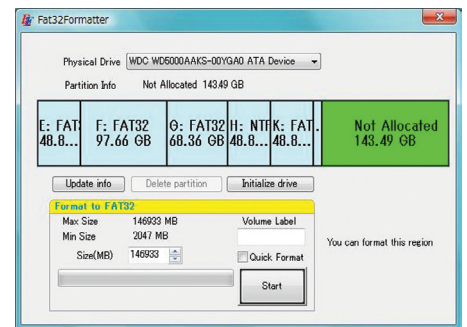 Fat32Formatter
Physical Drive WDC WD5000AAKS-00YGA0 ATA Device
Partition Info Not Allocated 143.49 GB
E: FAT F: FAT32 G: FAT32 H: NTF K: FAT . Not Allocated
48.8... 97.66 GB 68.36 GB 48.8... 48.8... 143.49 GB
Update info Delete partition Initialize drive
Format to FAT32
Max Size 146933 MB Volume Label
Min Size 2047 MB
Size(MB) 146933 Quick Format
You can format this region
Start